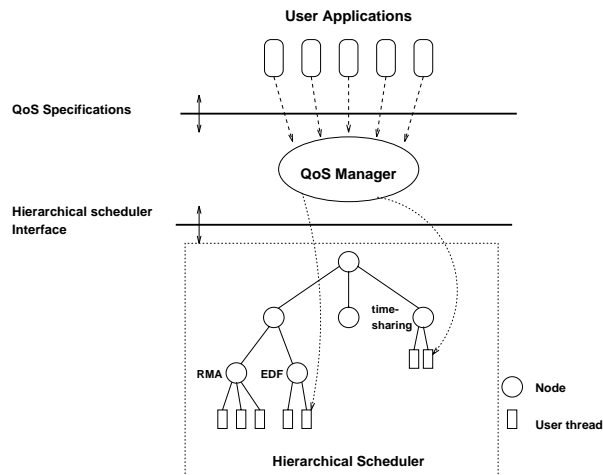 User Applications
QoS Specifications
QoS Manager
Hierarchical scheduler
Interface
time-
sharing
RMA
EDF
Node
User thread
Hierarchical Scheduler